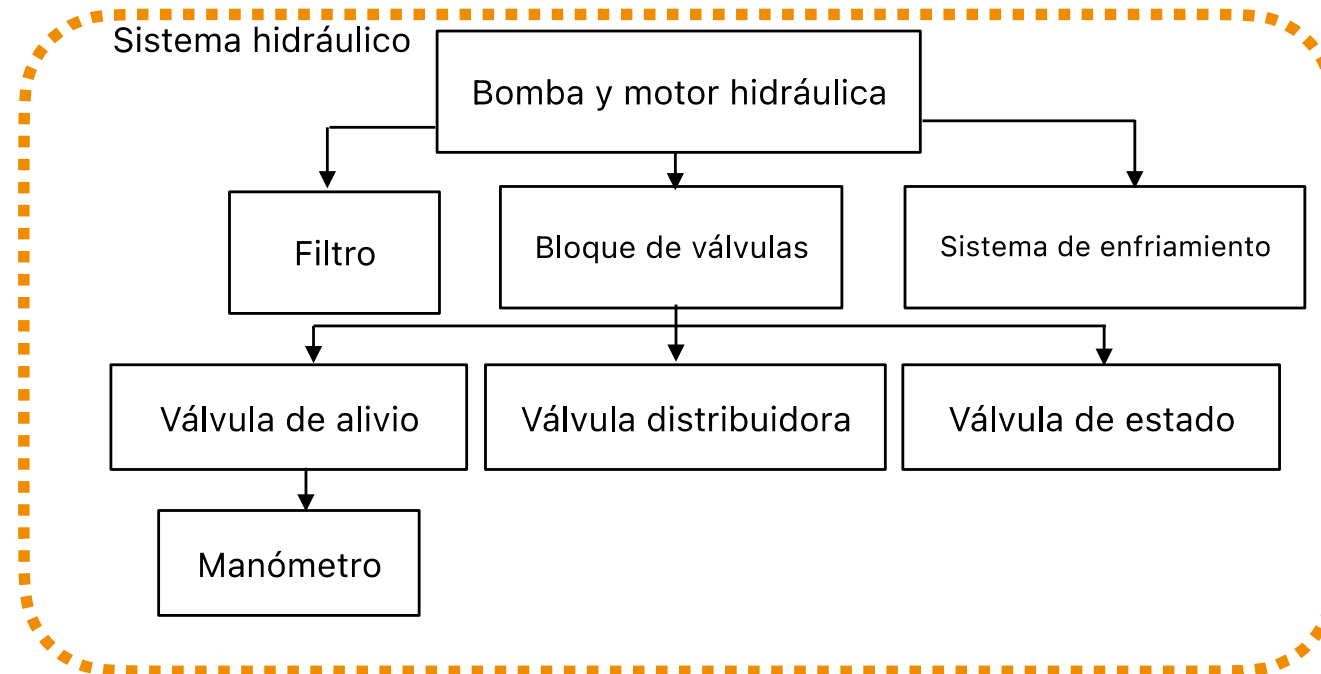 Sistema hidráulico
Bomba y motor hidráulica
Filtro
Bloque de válvulas
Sistema de enfriamiento
Válvula de alivio
Válvula distribuidora
Válvula de estado
Manómetro